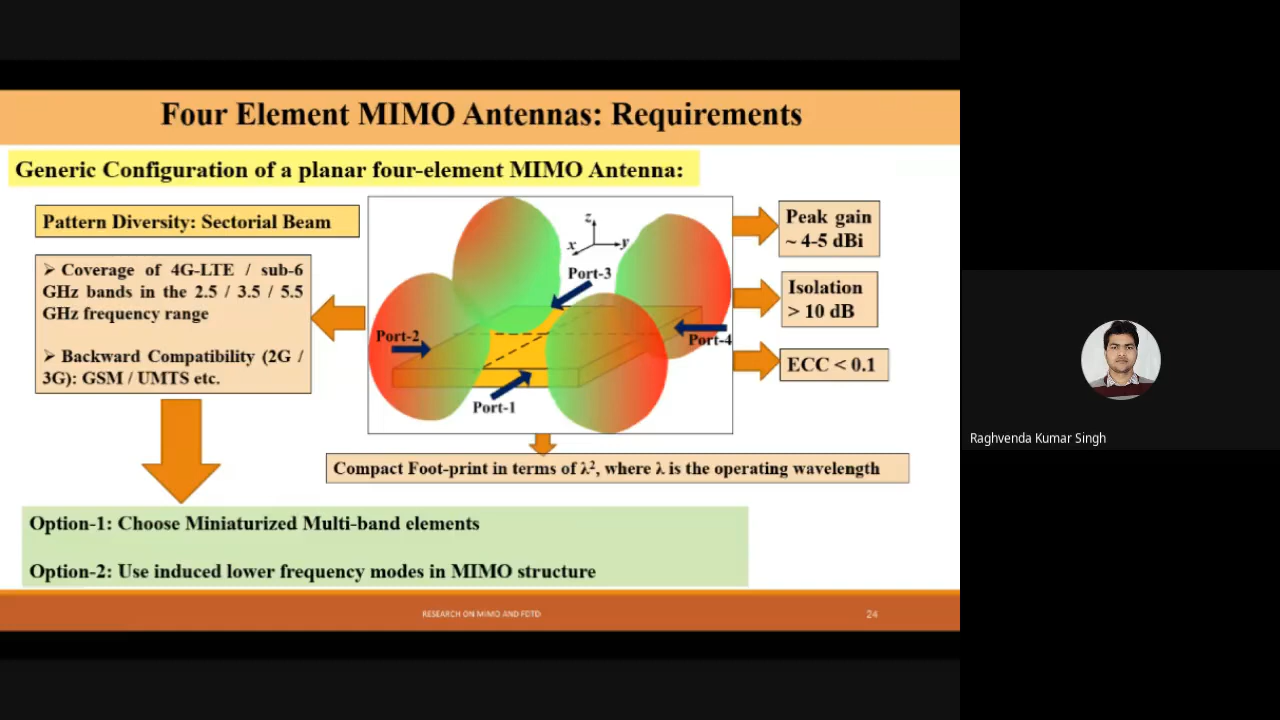 Four Element MIMO Antennas: Requirements
Generic Configuration of a planar four-element MIMO Antenna:
Pattern Diversity: Sectorial Beam
➢ Coverage of 4G-LTE / sub-6
GHz bands in the 2.5 / 3.5 / 5.5
GHz frequency range
➢ Backward Compatibility (2G /
3G): GSM / UMTS etc.
z
x
y
Port-3
Port-2
Port-4
Port-1
Peak gain
~ 4-5 dBi
Isolation
> 10 dB
ECC < 0.1
Compact Foot-print in terms of λ², where λ is the operating wavelength
Option-1: Choose Miniaturized Multi-band elements
Option-2: Use induced lower frequency modes in MIMO structure
RESEARCH ON MIMO AND FDTD
24
Raghvenda Kumar Singh